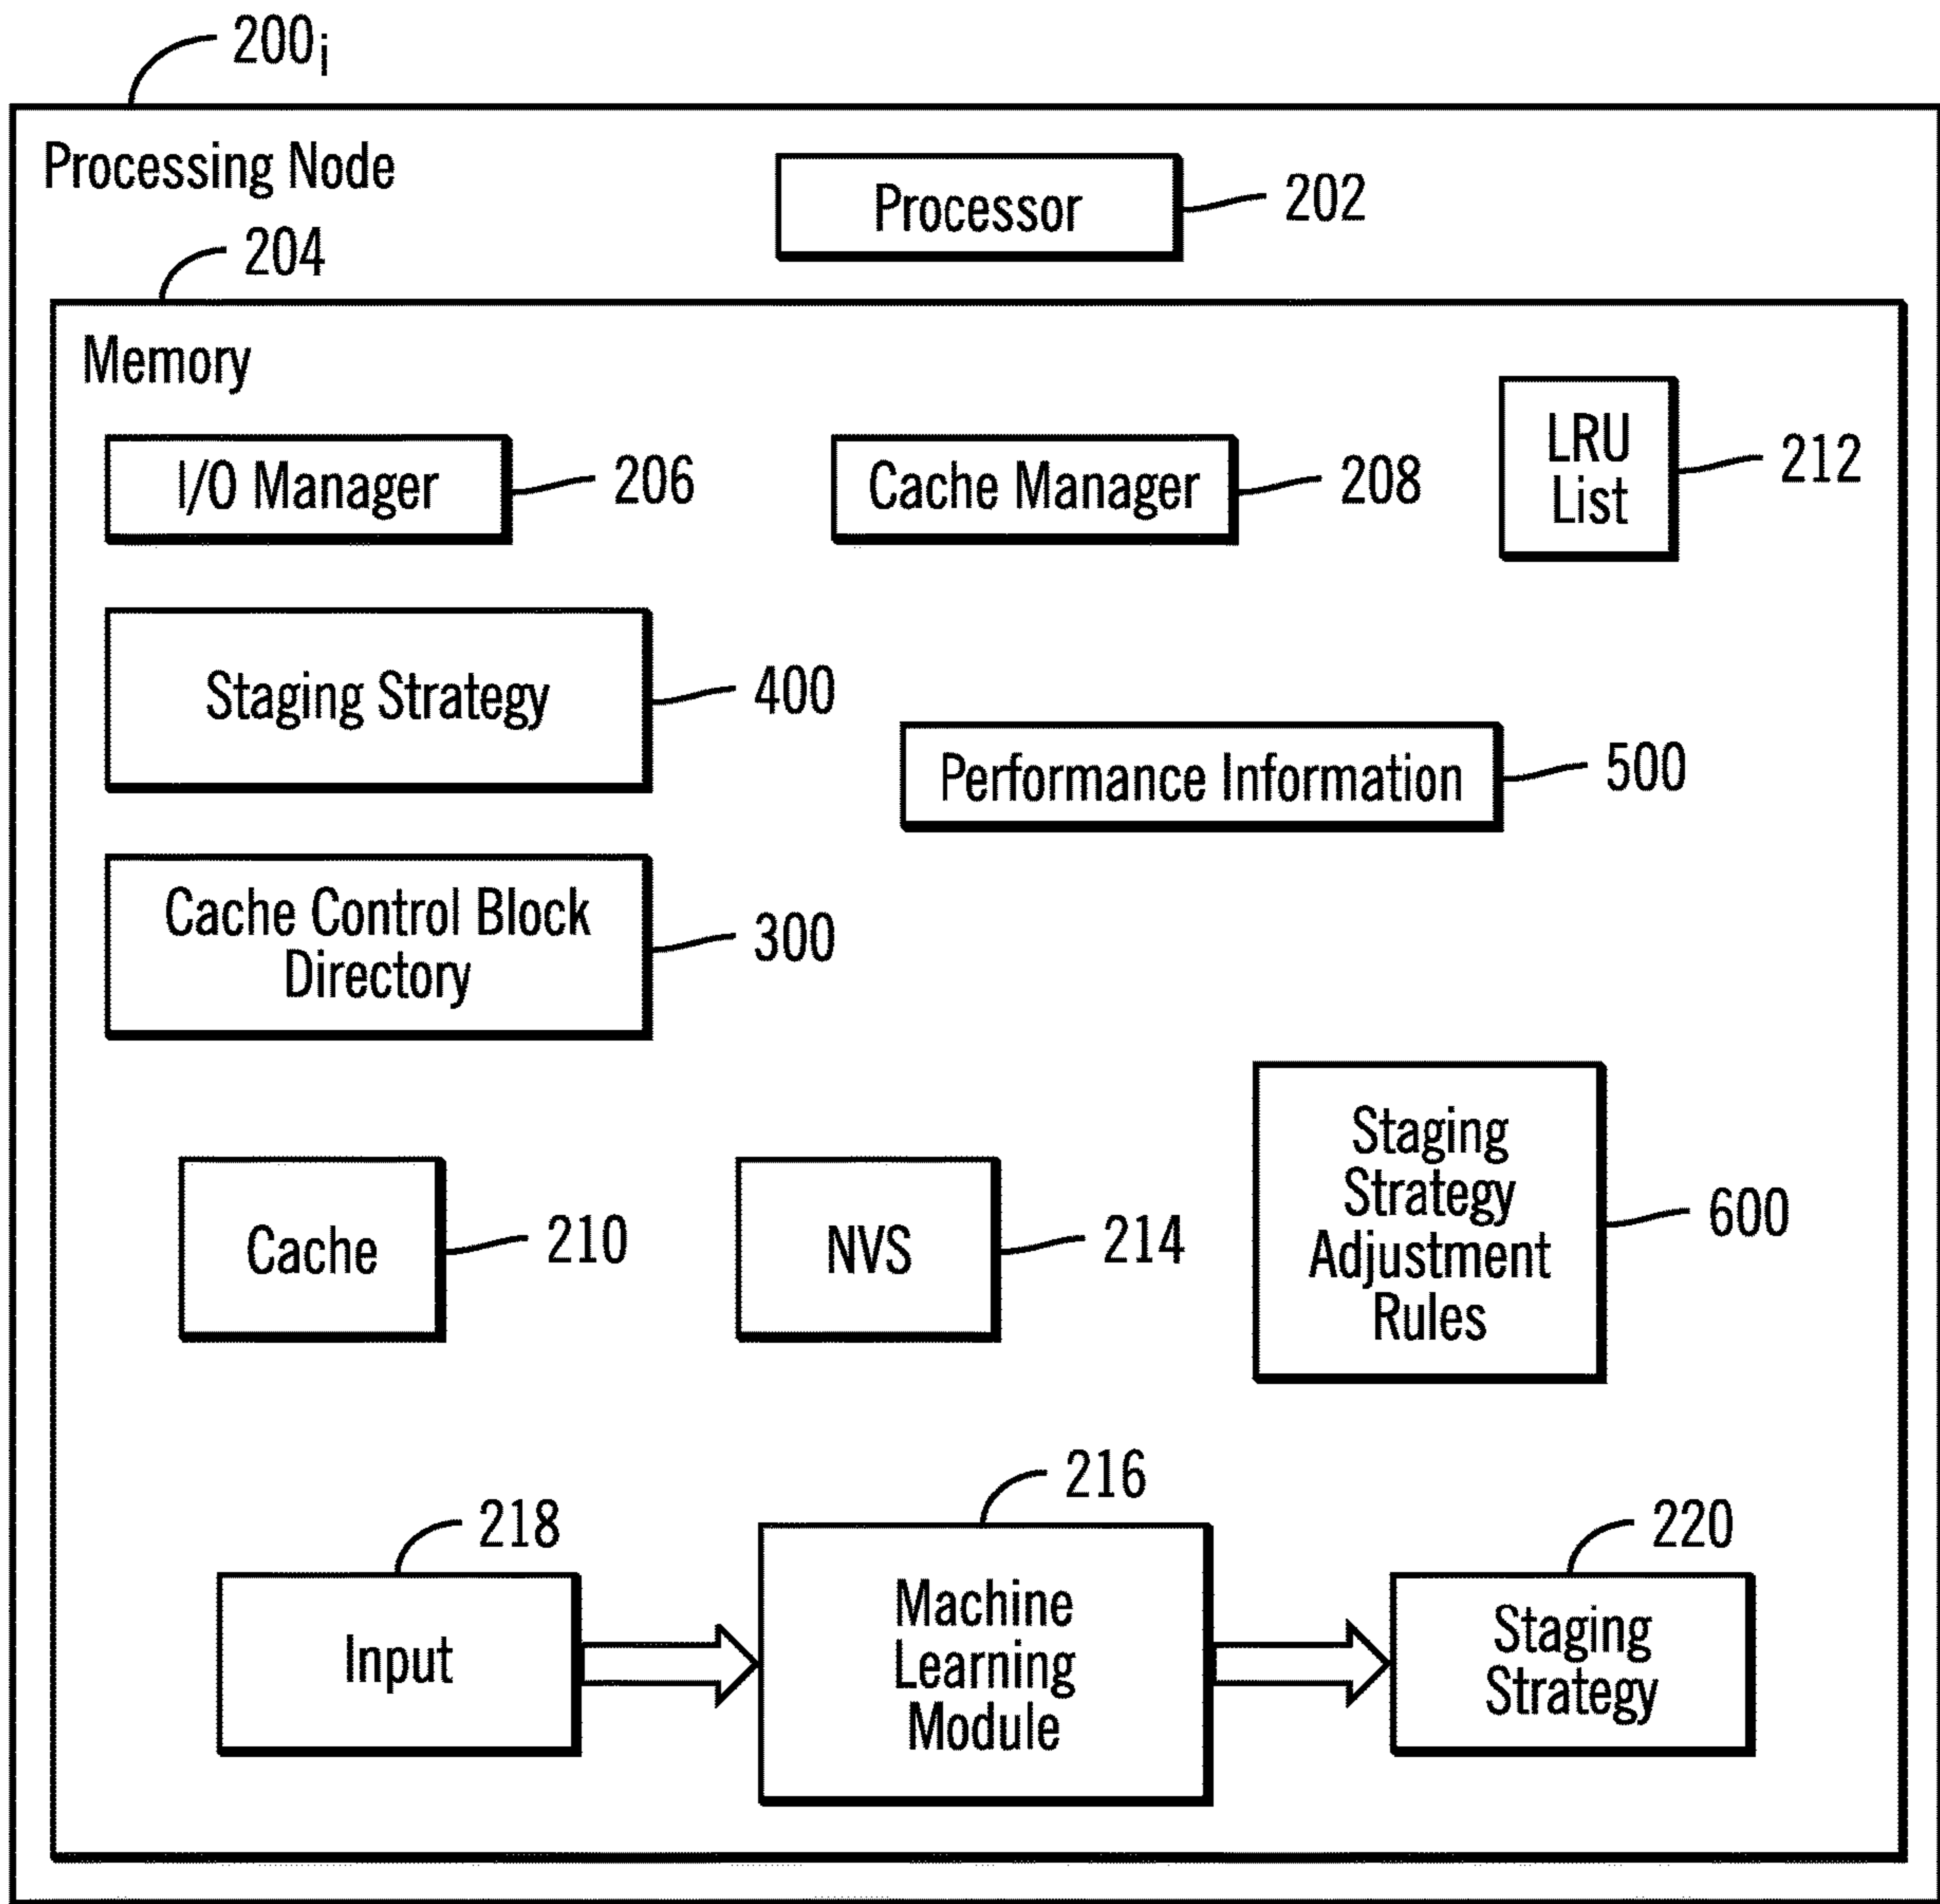 200i
Processing Node
Processor
202
204
Memory
I/O Manager
206
Cache Manager
208
LRU
List
212
Staging Strategy
400
Performance Information
500
Cache Control Block
Directory
300
Cache
210
NVS
214
Staging
Strategy
Adjustment
Rules
600
218
Input
216
Machine
Learning
Module
220
Staging
Strategy